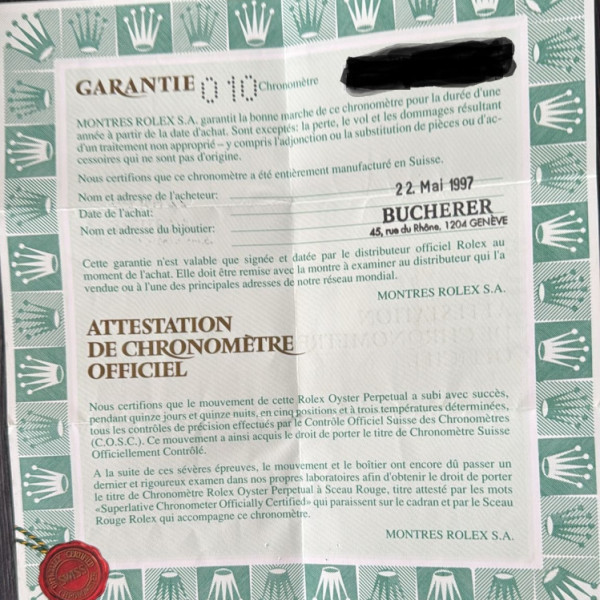 GARANTIE 010 Chronomètre
MONTRES ROLEX S.A. garantit la bonne marche de ce chronomètre pour la durée d'une
année à partir de la date d'achat. Sont exceptés: la perte, le vol et les dommages résultant
d'un traitement non approprié – y compris l'adjonction ou la substitution de pièces ou d'ac-
cessoires qui ne sont pas d'origine.
Nous certifions que ce chronomètre a été entièrement manufacturé en Suisse.
Nom et adresse de l'acheteur:
22. Mai 1997
Date de l'achat:
BUCHERER
Nom et adresse du bijoutier:
45, rue du Rhône, 1204 GENÈVE
Cette garantie n'est valable que signée et datée par le distributeur officiel Rolex au
moment de l'achat. Elle doit être remise avec la montre à examiner au distributeur qui l'a
vendue ou à l'une des principales adresses de notre réseau mondial.
MONTRES ROLEX S.A.
ATTESTATION
DE CHRONOMÈTRE
OFFICIEL
Nous certifions que le mouvement de cette Rolex Oyster Perpetual a subi avec succès,
pendant quinze jours et quinze nuits, en cinq positions et à trois températures déterminées,
tous les contrôles de précision effectués par le Contrôle Officiel Suisse des Chronomètres
(C.O.S.C.). Ce mouvement a ainsi acquis le droit de porter le titre de Chronomètre Suisse
Officiellement Contrôlé.
A la suite de ces sévères épreuves, le mouvement et le boîtier ont encore dû passer un
dernier et rigoureux examen dans nos propres laboratoires afin d'obtenir le droit de porter
le titre de Chronomètre Rolex Oyster Perpetual à Sceau Rouge, titre attesté par les mots
«Superlative Chronometer Officially Certified» qui paraissent sur le cadran et par le Sceau
Rouge Rolex qui accompagne ce chronomètre.
MONTRES ROLEX S.A.
SWISS